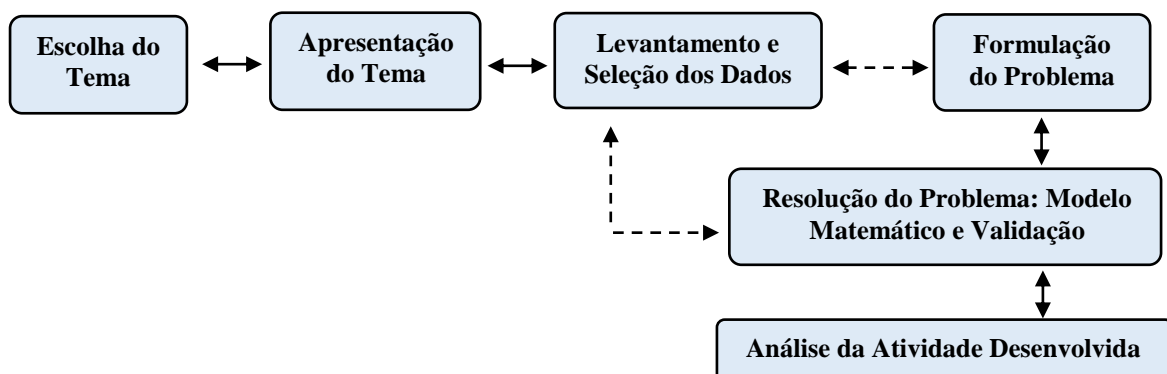 Escolha do
Tema
Apresentação
do Tema
Levantamento e
Seleção dos Dados
Formulação
do Problema
Resolução do Problema: Modelo
Matemático e Validação
Análise da Atividade Desenvolvida